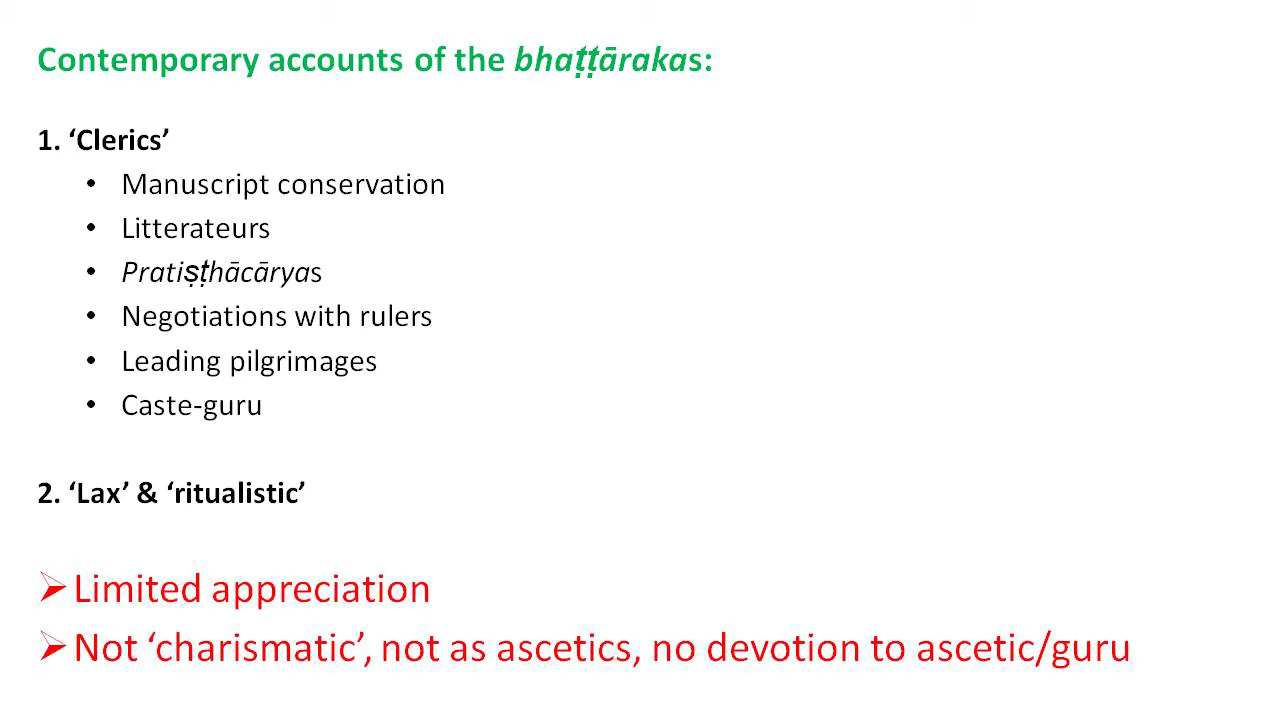 Contemporary accounts of the bhaṭṭārakas:
1. ‘Clerics’
• Manuscript conservation
• Litterateurs
• Pratiṣṭhācāryas
• Negotiations with rulers
• Leading pilgrimages
• Caste-guru
2. ‘Lax’ & ‘ritualistic’
➢ Limited appreciation
➢ Not ‘charismatic’, not as ascetics, no devotion to ascetic/guru